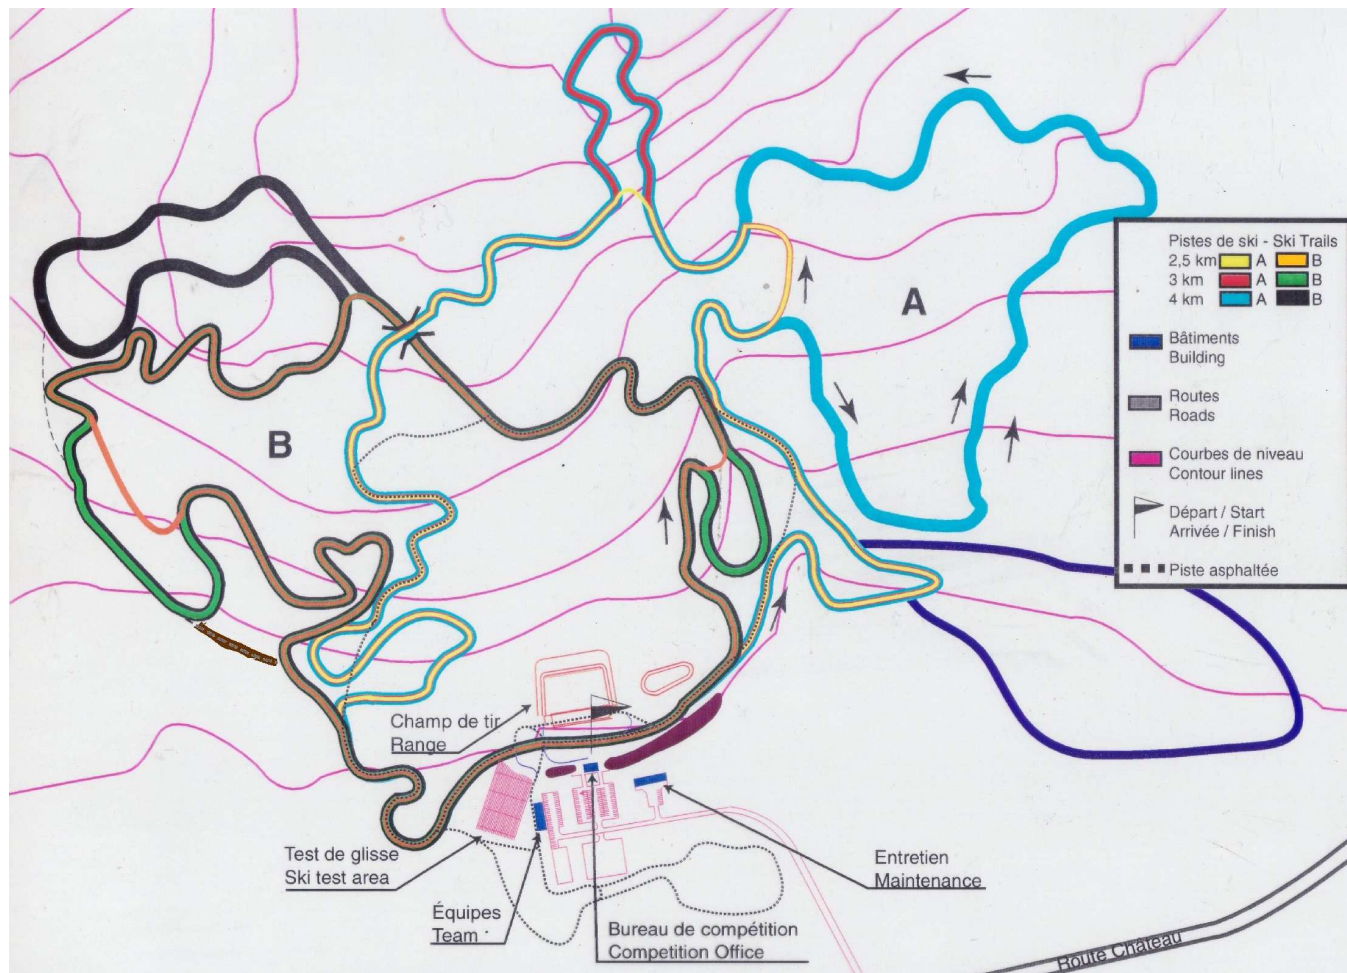 A
B
Pistes de ski - Ski Trails
2,5 km A B
3 km A B
4 km A B
Bâtiments
Building
Routes
Roads
Courbes de niveau
Contour lines
Départ / Start
Arrivée / Finish
Piste asphaltée
Champ de tir
Range
Test de glisse
Ski test area
Équipes
Team
Bureau de compétition
Competition Office
Entretien
Maintenance
Route Château